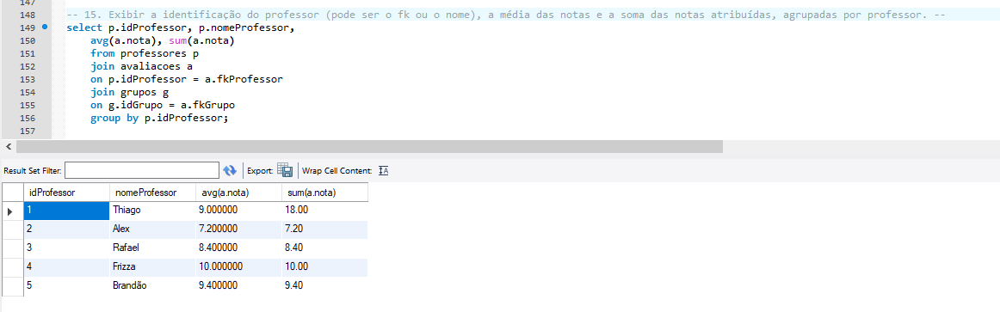 147
148 -- 15. Exibir a identificação do professor (pode ser o fk ou o nome), a média das notas e a soma das notas atribuídas, agrupadas por professor. --
149 select p.idProfessor, p.nomeProfessor,
150 avg(a.nota), sum(a.nota)
151 from professores p
152 join avaliacoes a
153 on p.idProfessor = a.fkProfessor
154 join grupos g
155 on g.idGrupo = a.fkGrupo
156 group by p.idProfessor;
157
Result Set Filter: Export: Wrap Cell Content:
idProfessor nomeProfessor avg(a.nota) sum(a.nota)
1 Thiago 9.000000 18.00
2 Alex 7.200000 7.20
3 Rafael 8.400000 8.40
4 Frizza 10.000000 10.00
5 Brandão 9.400000 9.40